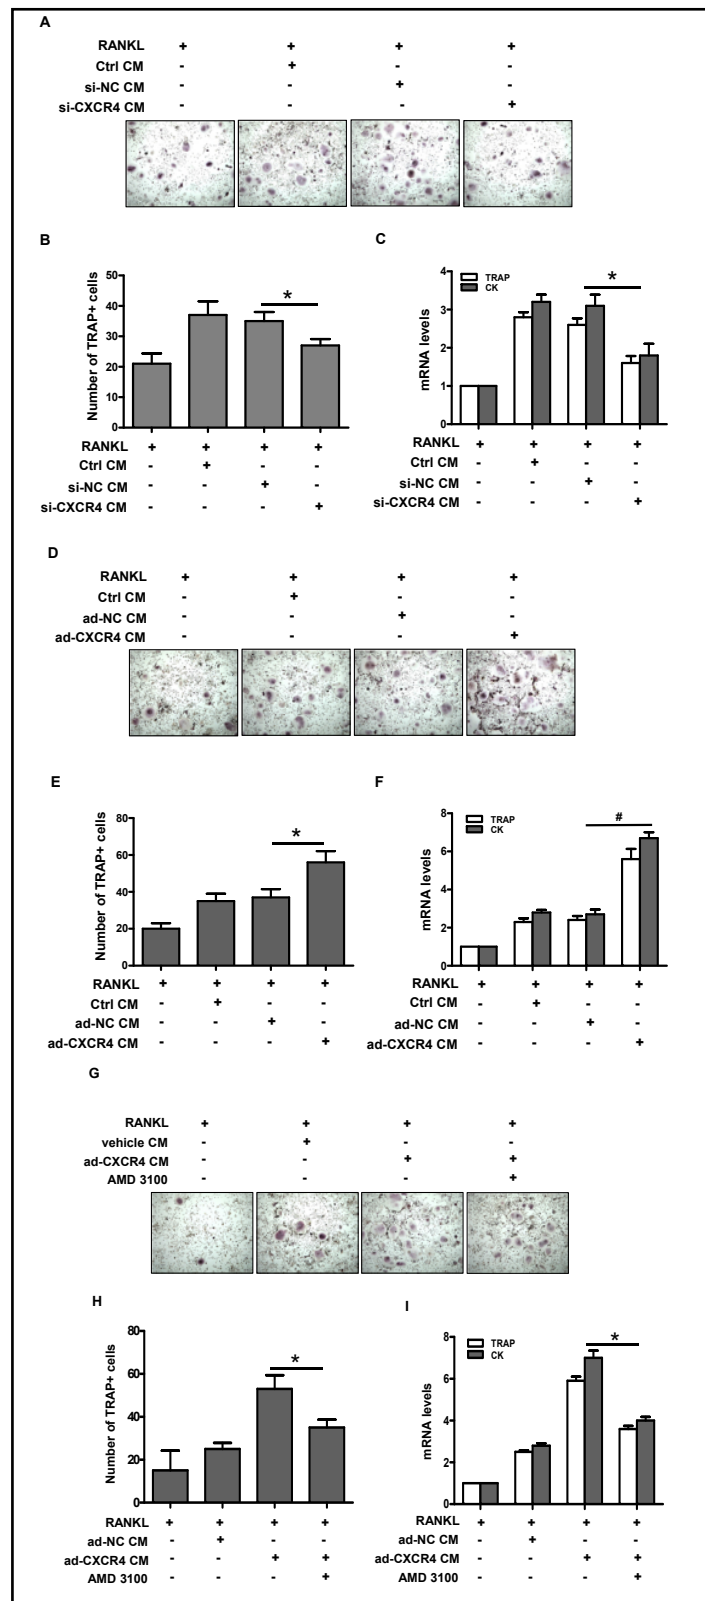 A
RANKL + + + +
Ctrl CM - + - -
si-NC CM - - + -
si-CXCR4 CM - - - +
B
Number of TRAP+ cells
50
40
30
20
10
0
*
RANKL + + + +
Ctrl CM - + - -
si-NC CM - - + -
si-CXCR4 CM - - - +
C
mRNA levels
4
3
2
1
0
TRAP
CK
*
RANKL + + + +
Ctrl CM - + - -
si-NC CM - - + -
si-CXCR4 CM - - - +
D
RANKL + + + +
Ctrl CM - + - -
ad-NC CM - - + -
ad-CXCR4 CM - - - +
E
Number of TRAP+ cells
80
60
40
20
0
*
RANKL + + + +
Ctrl CM - + - -
ad-NC CM - - + -
ad-CXCR4 CM - - - +
F
mRNA levels
8
6
4
2
0
TRAP
CK
#
RANKL + + + +
Ctrl CM - + - -
ad-NC CM - - + -
ad-CXCR4 CM - - - +
G
RANKL + + + +
vehicle CM - + - -
ad-CXCR4 CM - - + +
AMD 3100 - - - +
H
Number of TRAP+ cells
80
60
40
20
0
*
RANKL + + + +
ad-NC CM - + - -
ad-CXCR4 CM - - + +
AMD 3100 - - - +
I
mRNA levels
8
6
4
2
0
TRAP
CK
*
RANKL + + + +
ad-NC CM - + - -
ad-CXCR4 CM - - + +
AMD 3100 - - - +